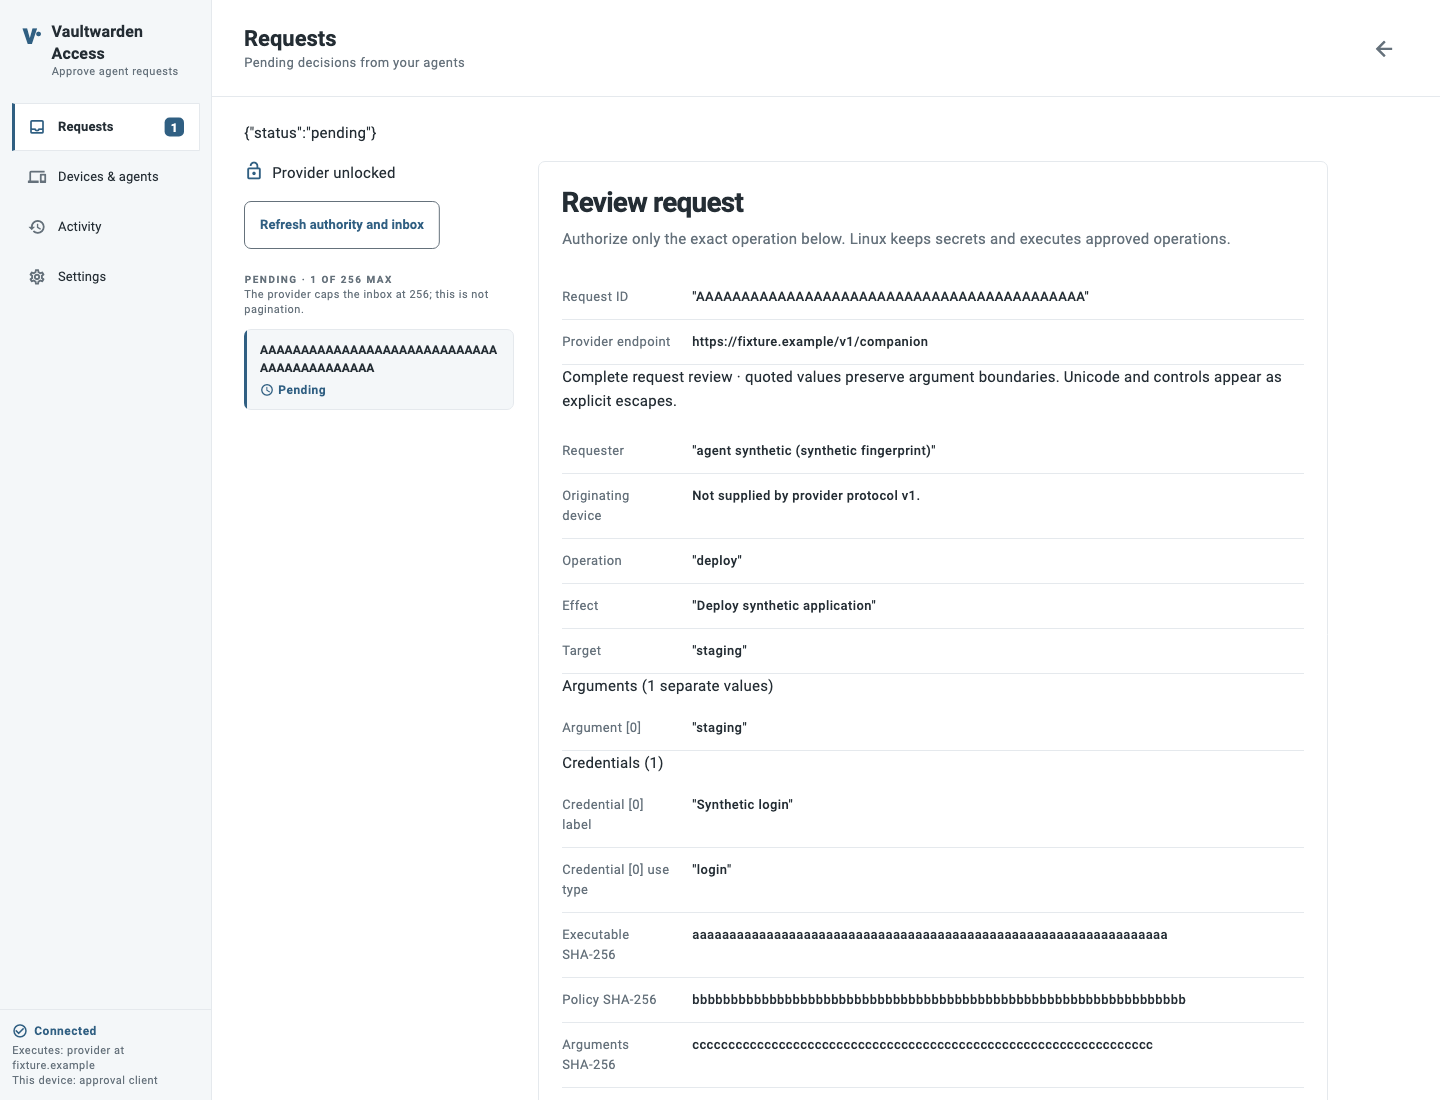 Vaultwarden
Access
Approve agent requests
Requests
1
Devices & agents
Activity
Settings
Connected
Executes: provider at
fixture.example
This device: approval client
Requests
Pending decisions from your agents
{"status":"pending"}
Provider unlocked
Refresh authority and inbox
PENDING · 1 OF 256 MAX
The provider caps the inbox at 256; this is not
pagination.
AAAAAAAAAAAAAAAAAAAAAAAAAAAAA
AAAAAAAAAAAAAA
Pending
Review request
Authorize only the exact operation below. Linux keeps secrets and executes approved operations.
Request ID
"AAAAAAAAAAAAAAAAAAAAAAAAAAAAAAAAAAAAAAAAAAA"
Provider endpoint
https://fixture.example/v1/companion
Complete request review · quoted values preserve argument boundaries. Unicode and controls appear as
explicit escapes.
Requester
"agent synthetic (synthetic fingerprint)"
Originating
device
Not supplied by provider protocol v1.
Operation
"deploy"
Effect
"Deploy synthetic application"
Target
"staging"
Arguments (1 separate values)
Argument [0]
"staging"
Credentials (1)
Credential [0]
label
"Synthetic login"
Credential [0] use
type
"login"
Executable
SHA-256
aaaaaaaaaaaaaaaaaaaaaaaaaaaaaaaaaaaaaaaaaaaaaaaaaaaaaaaaaaaaaaaa
Policy SHA-256
bbbbbbbbbbbbbbbbbbbbbbbbbbbbbbbbbbbbbbbbbbbbbbbbbbbbbbbbbbbbbbbb
Arguments
SHA-256
cccccccccccccccccccccccccccccccccccccccccccccccccccccccccccccccc